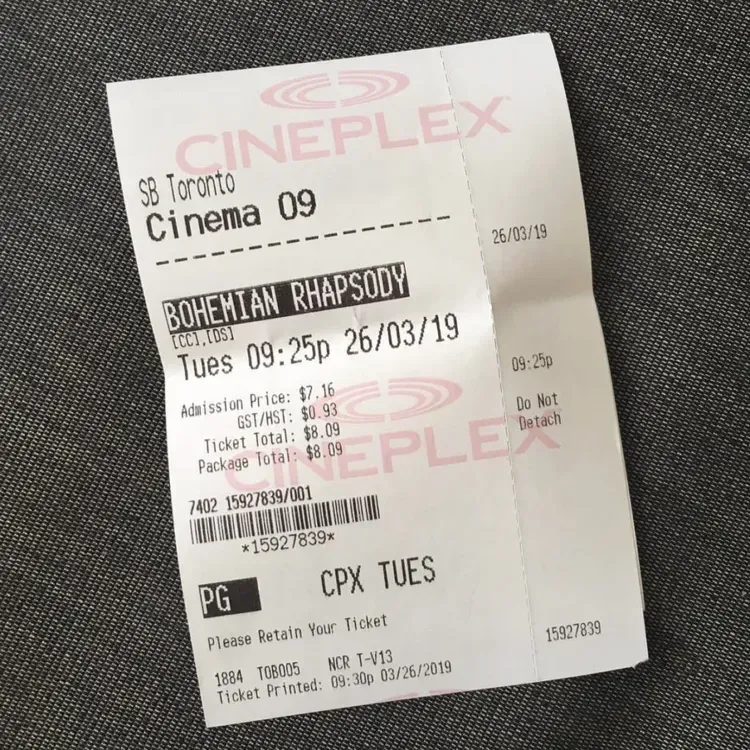 CINEPLEX
SB Toronto
Cinema 09
26/03/19
BOHEMIAN RHAPSODY
[CC],[DS]
Tues 09:25p 26/03/19
09:25p
Admission Price: $7.16
GST/HST: $0.93
Ticket Total: $8.09
Package Total: $8.09
Do Not
Detach
CINEPLEX
7402 15927839/001
*15927839*
PG
CPX TUES
Please Retain Your Ticket
15927839
1884 TOB005 NCR T-V13
Ticket Printed: 09:30p 03/26/2019